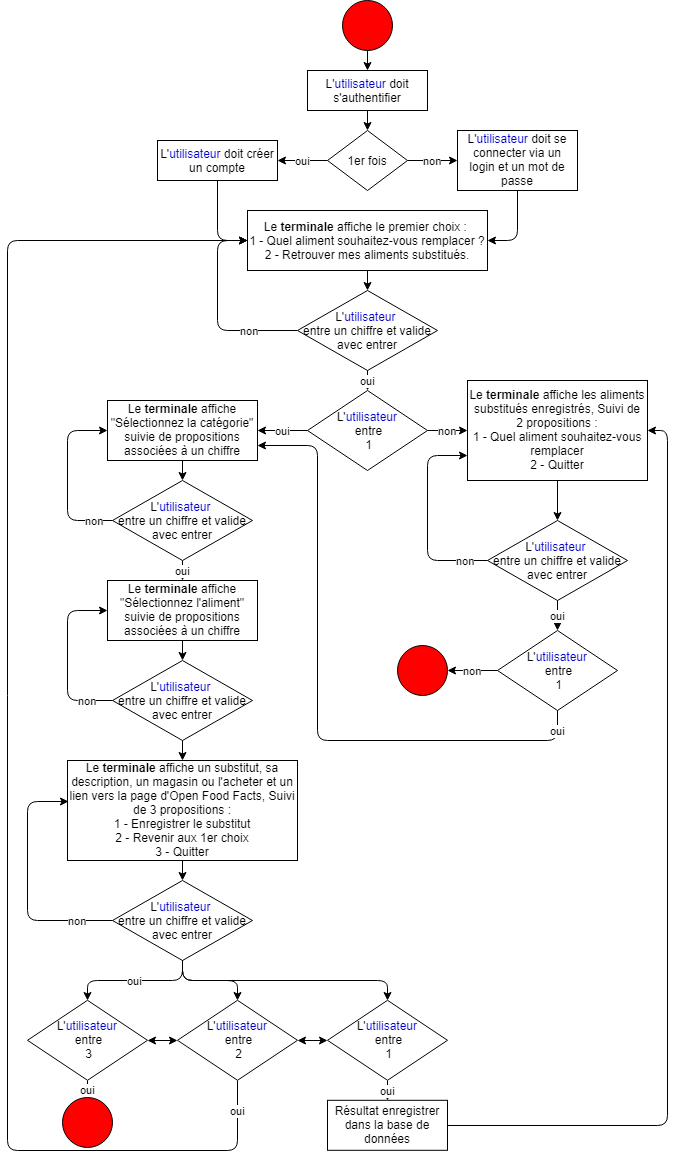 L'utilisateur doit
s'authentifier
1er fois
oui
non
L'utilisateur doit créer
un compte
L'utilisateur doit se
connecter via un
login et un mot de
passe
Le terminale affiche le premier choix :
1 - Quel aliment souhaitez-vous remplacer ?
2 - Retrouver mes aliments substitués.
L'utilisateur
entre un chiffre et valide
avec entrer
non
oui
L'utilisateur
entre
1
oui
non
Le terminale affiche
"Sélectionnez la catégorie"
suivie de propositions
associées à un chiffre
Le terminale affiche les aliments
substitués enregistrés, Suivi de
2 propositions :
1 - Quel aliment souhaitez-vous
remplacer
2 - Quitter
L'utilisateur
entre un chiffre et valide
avec entrer
non
oui
L'utilisateur
entre un chiffre et valide
avec entrer
non
oui
Le terminale affiche
"Sélectionnez l'aliment"
suivie de propositions
associées à un chiffre
L'utilisateur
entre
1
non
oui
L'utilisateur
entre un chiffre et valide
avec entrer
non
Le terminale affiche un substitut, sa
description, un magasin ou l'acheter et un
lien vers la page d'Open Food Facts, Suivi
de 3 propositions :
1 - Enregistrer le substitut
2 - Revenir aux 1er choix
3 - Quitter
L'utilisateur
entre un chiffre et valide
avec entrer
non
oui
L'utilisateur
entre
3
L'utilisateur
entre
2
L'utilisateur
entre
1
oui
oui
oui
Résultat enregistrer
dans la base de
données